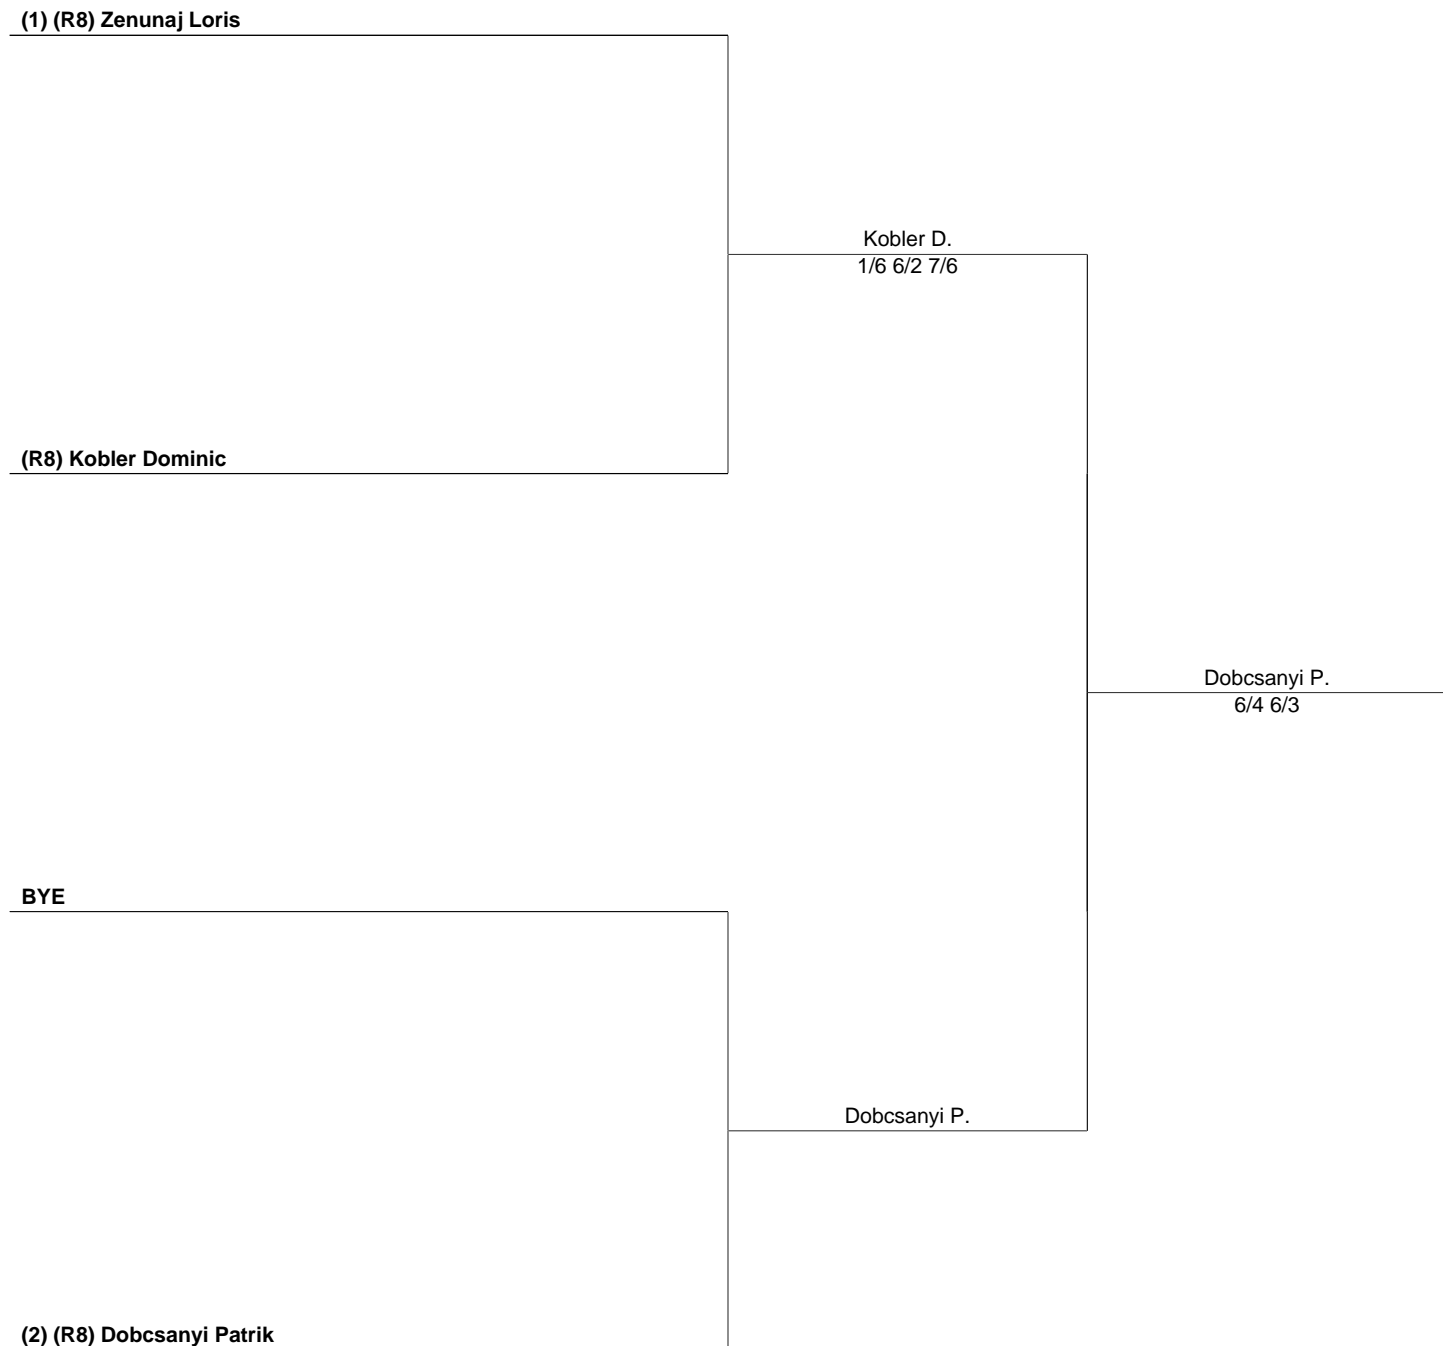 (1) (R8) Zenunaj Loris
Kobler D.
1/6 6/2 7/6
(R8) Kobler Dominic
Dobcsanyi P.
6/4 6/3
BYE
Dobcsanyi P.
(2) (R8) Dobcsanyi Patrik